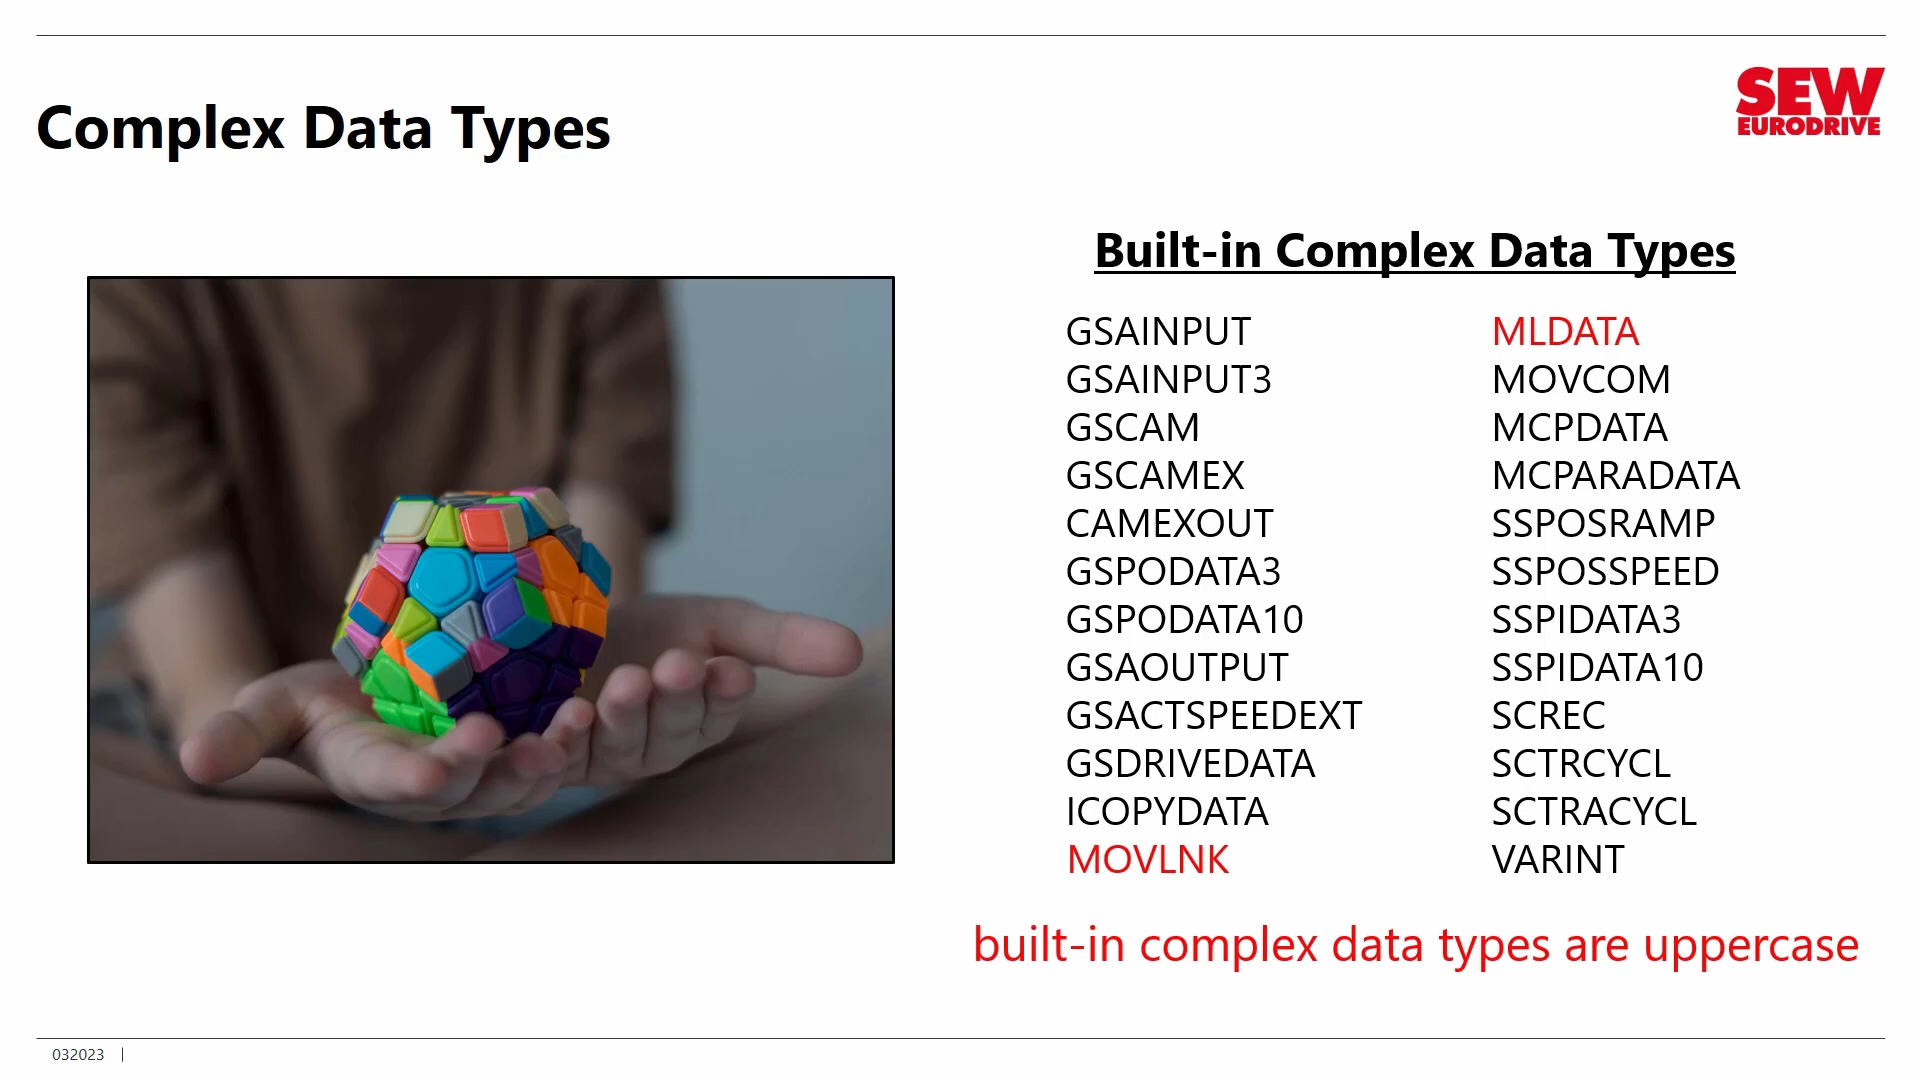 Complex Data Types
SEW
EURODRIVE
Built-in Complex Data Types
GSAINPUT
GSAINPUT3
GSCAM
GSCAMEX
CAMEXOUT
GSPODATA3
GSPODATA10
GSAOUTPUT
GSACTSPEEDEXT
GSDRIVEDATA
ICOPYDATA
MOVLNK
MLDATA
MOVCOM
MCPDATA
MCPARADATA
SSPOSRAMP
SSPOSSPEED
SSPIDATA3
SSPIDATA10
SCREC
SCTRCYCL
SCTRACYCL
VARINT
built-in complex data types are uppercase
032023 |